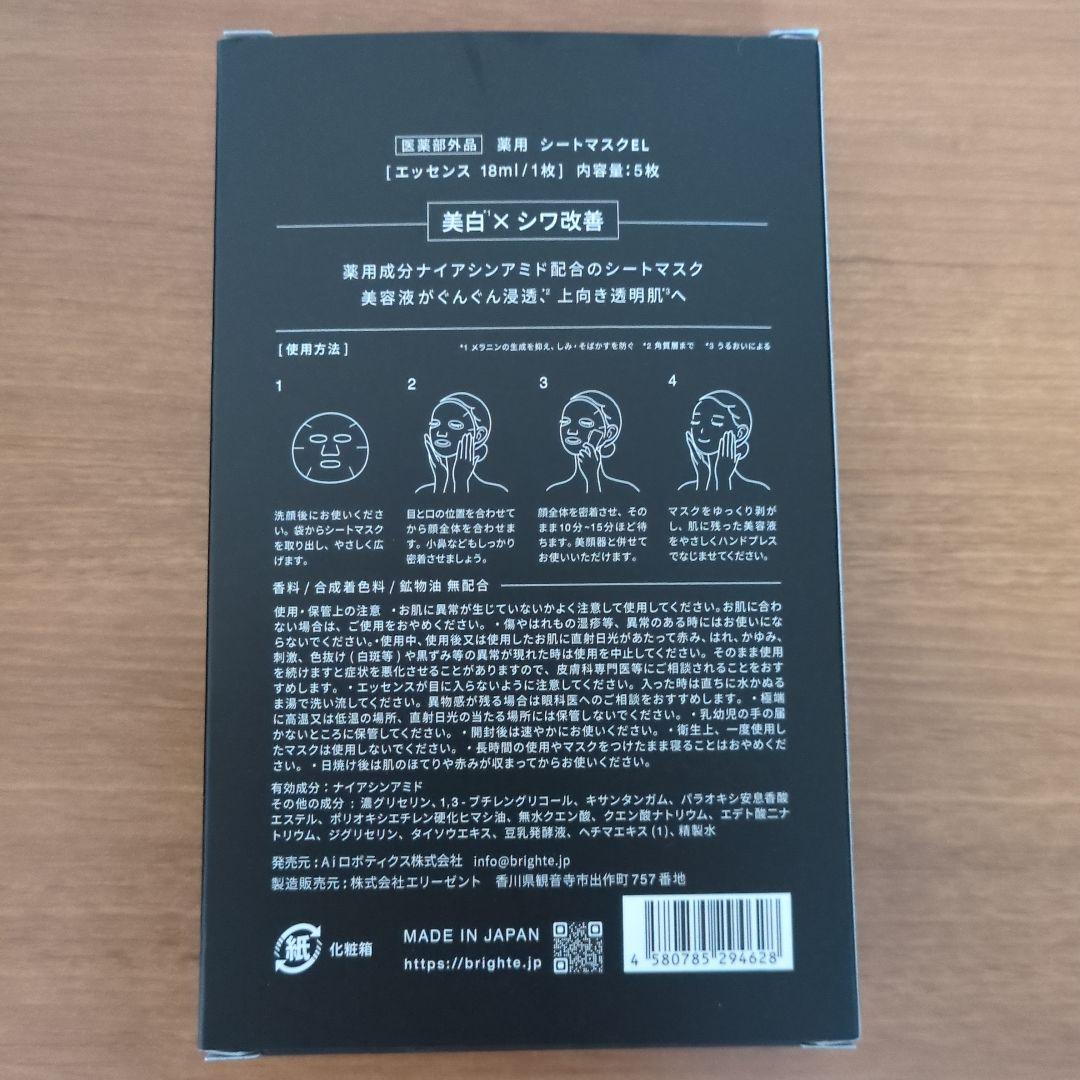 医薬部外品 薬用 シートマスクEL
[エッセンス 18ml/1枚] 内容量:5枚
美白*1× シワ改善
薬用成分ナイアシンアミド配合のシートマスク
美容液がぐんぐん浸透、*2 上向き透明肌*3へ
[使用方法]
*1 メラニンの生成を抑え、しみ・そばかすを防ぐ *2 角質層まで *3 うるおいによる
1
洗顔後にお使いくださ
い。袋からシートマスク
を取り出し、やさしく広
げます。
2
目と口の位置を合わせて
から顔全体を合わせま
す。小鼻などもしっかり
密着させましょう。
3
顔全体を密着させ、その
まま10分~15分ほど待
ちます。美顔器と併せて
お使いいただけます。
4
マスクをゆっくり剥が
し、肌に残った美容液
をやさしくハンドプレス
でなじませてください。
香料/合成着色料/鉱物油 無配合
使用・保管上の注意 ・お肌に異常が生じていないかよく注意して使用してください。お肌に合わ
ない場合は、ご使用をおやめください。・傷やはれもの湿疹等、異常のある時にはお使いにな
らないでください。・使用中、使用後又は使用したお肌に直射日光があたって赤み、はれ、かゆみ、
刺激、色抜け(白斑等)や黒ずみ等の異常が現れた時は使用を中止してください。そのまま使用
を続けますと症状を悪化させることがありますので、皮膚科専門医等にご相談されることをおす
すめします。・エッセンスが目に入らないように注意してください。入った時は直ちに水かぬる
ま湯で洗い流してください。異物感が残る場合は眼科医へのご相談をおすすめします。・極端
に高温又は低温の場所、直射日光の当たる場所には保管しないでください。・乳幼児の手の届
かないところに保管してください。・開封後は速やかにお使いください。・衛生上、一度使用し
たマスクは使用しないでください。・長時間の使用やマスクをつけたまま寝ることはおやめくだ
さい。・日焼け後は肌のほてりや赤みが収まってからお使いください。
有効成分:ナイアシンアミド
その他の成分:濃グリセリン、1,3-ブチレングリコール、キサンタンガム、パラオキシ安息香酸
エステル、ポリオキシエチレン硬化ヒマシ油、無水クエン酸、クエン酸ナトリウム、エデト酸二ナ
トリウム、ジグリセリン、タイソウエキス、豆乳発酵液、ヘチマエキス(1)、精製水
発売元:Aiロボティクス株式会社 info@brighte.jp
製造販売元:株式会社エリーゼント 香川県観音寺市出作町757番地
紙 化粧箱
MADE IN JAPAN
https://brighte.jp
4 580785 294628